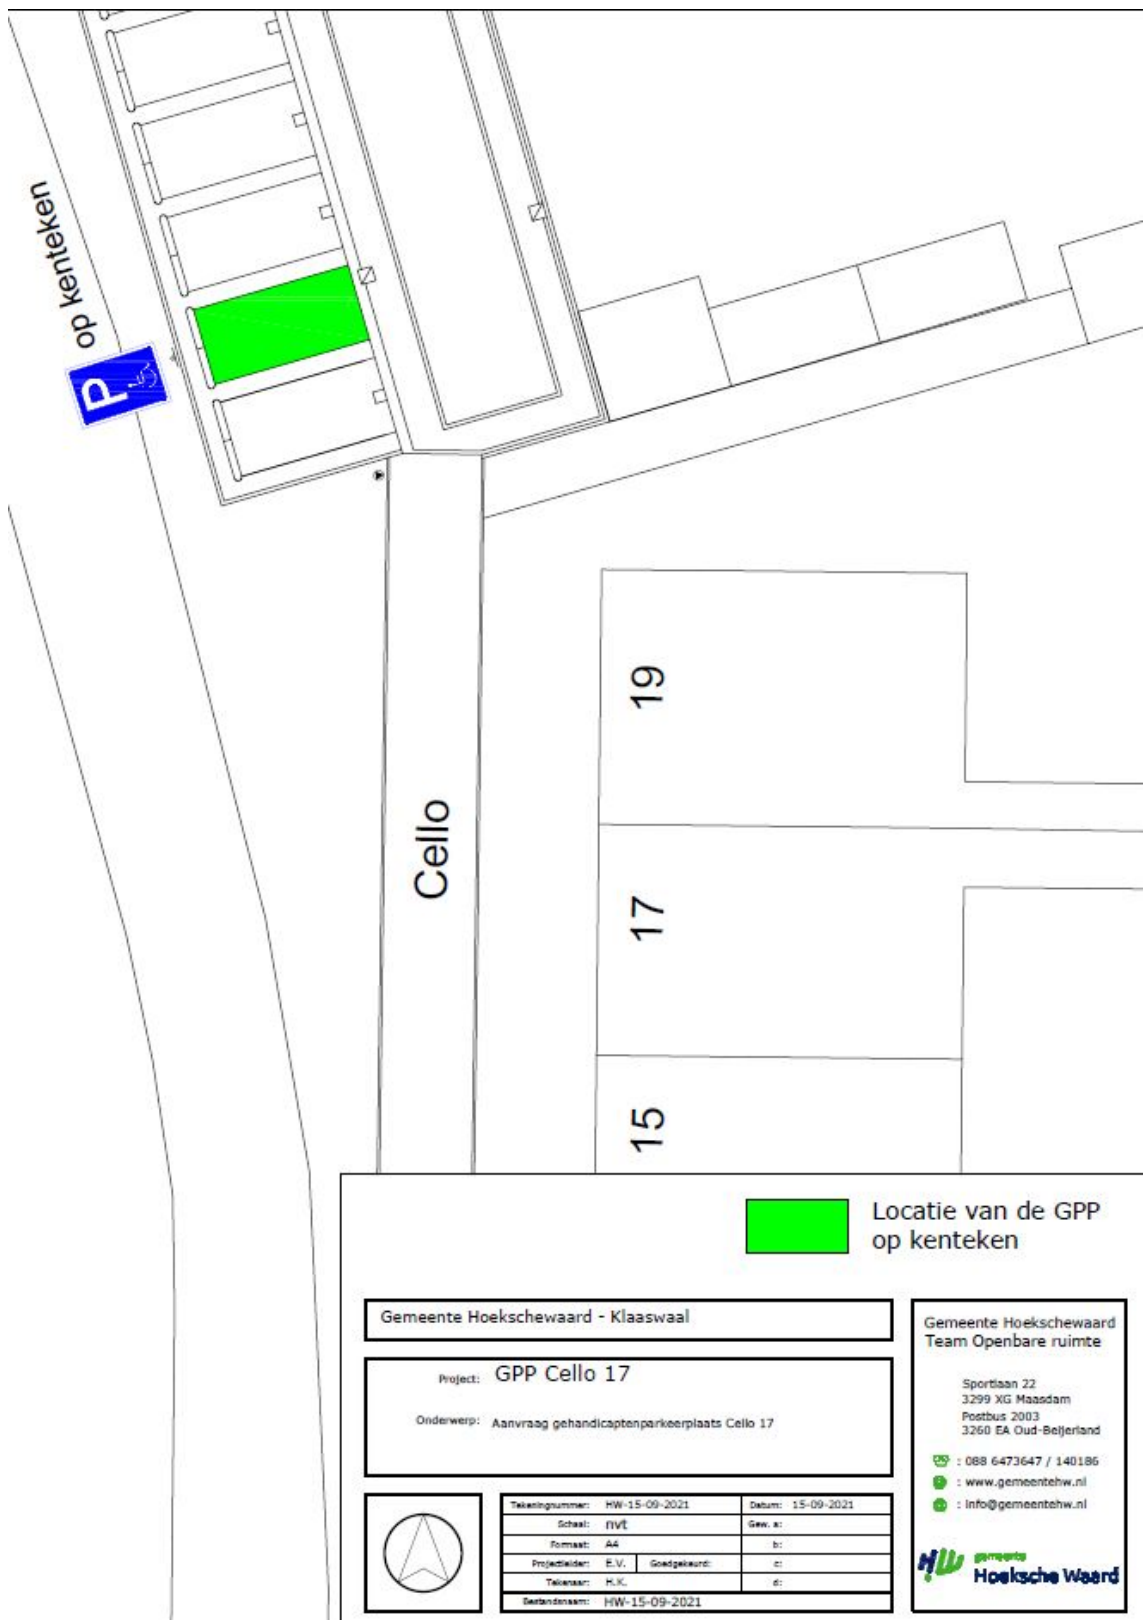 op kenteken
P
Cello
19
17
15
Locatie van de GPP
op kenteken
Gemeente Hoekschewaard - Klaaswaal
Project: GPP Cello 17
Onderwerp: Aanvraag gehandicaptenparkeerplaats Cello 17
Tekeningnummer: HW-15-09-2021 Datum: 15-09-2021
Schaal: nvt Gew. a:
Formaat: A4 b:
Projectleider: E.V. Goedgekeurd: c:
Tekenaar: H.K. d:
Bestandsnaam: HW-15-09-2021
Gemeente Hoekschewaard
Team Openbare ruimte
Sportlaan 22
3299 XG Maasdam
Postbus 2003
3260 EA Oud-Beijerland
: 088 6473647 / 140186
: www.gemeentehw.nl
: info@gemeentehw.nl
gemeente
Hoeksche Waard